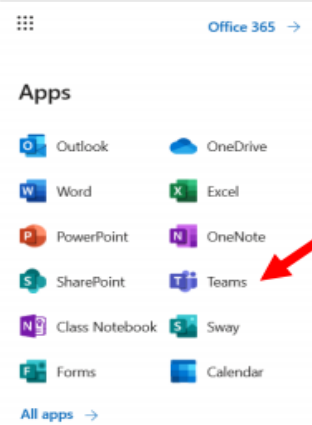 Office 365 →
Apps
Outlook OneDrive
Word Excel
PowerPoint OneNote
SharePoint Teams
Class Notebook Sway
Forms Calendar
All apps →